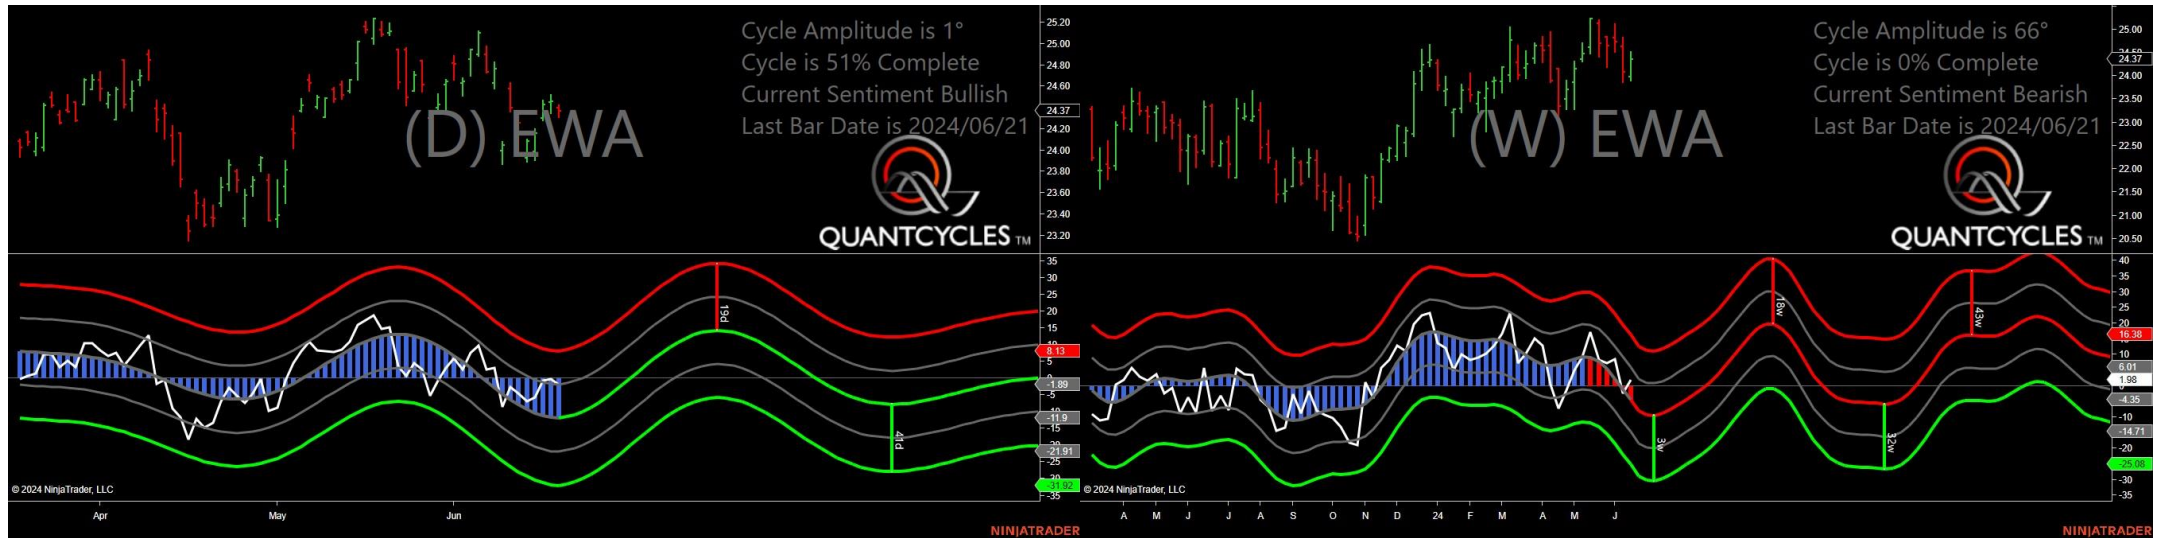 Cycle Amplitude is 1°
Cycle is 51% Complete
Current Sentiment Bullish
Last Bar Date is 2024/06/21
(D) EWA
QUANTCYCLES TM
25.20
25.00
24.80
24.60
24.37
24.20
24.00
23.80
23.60
23.40
23.20
35
30
25
20
15
8.13
5
-1.89
-5
-11.9
-15
-21.91
-25
-31.92
-35
19d
41d
© 2024 NinjaTrader, LLC
Apr
May
Jun
NINJATRADER
Cycle Amplitude is 66°
Cycle is 0% Complete
Current Sentiment Bearish
Last Bar Date is 2024/06/21
(W) EWA
QUANTCYCLES TM
25.00
24.37
24.00
23.50
23.00
22.50
22.00
21.50
21.00
20.50
40
30
20
16.38
10
6.01
1.98
-4.35
-10
-14.71
-20
-25.08
-30
-35
18w
43w
3w
32w
© 2024 NinjaTrader, LLC
A M J J A S O N D 24 F M A M J
NINJATRADER